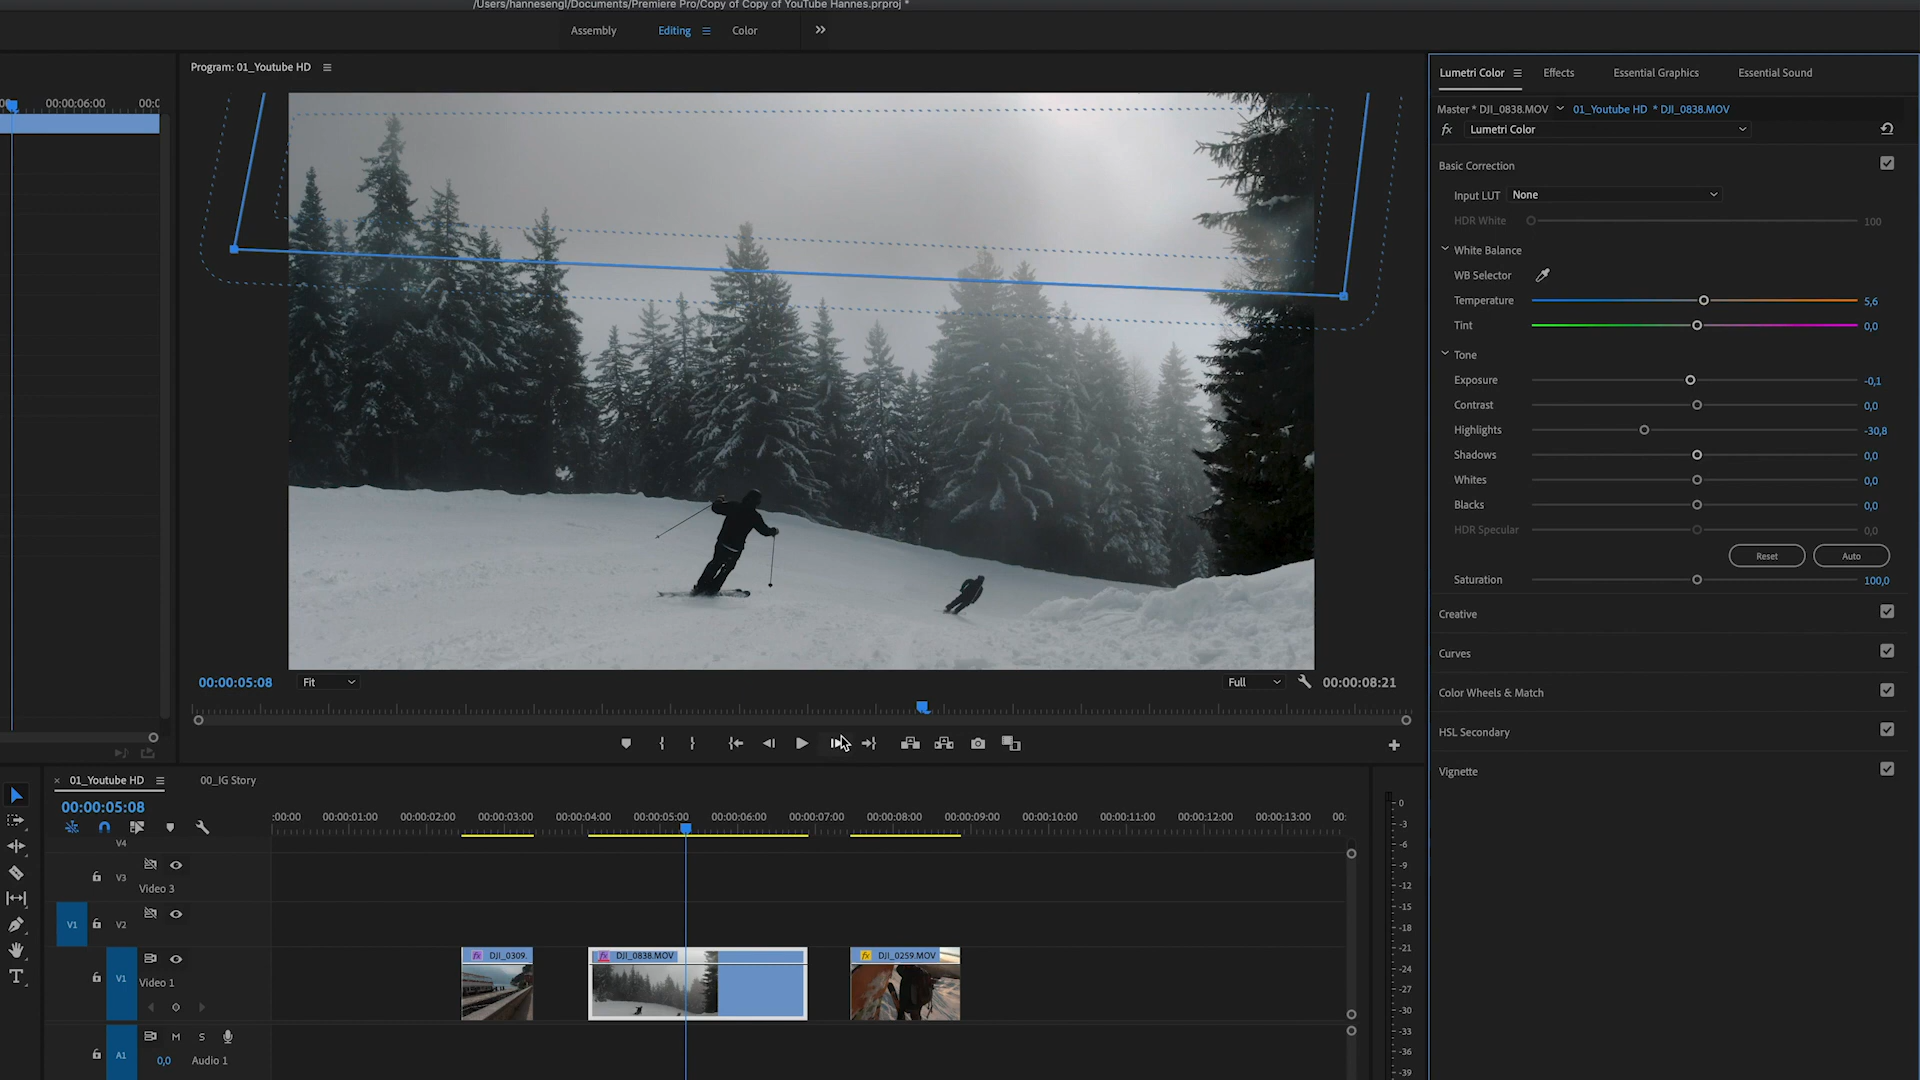 /Users/hannesengl/Documents/Premiere Pro/Copy of Copy of YouTube Hannes.prproj *
Assembly
Editing
Color
Program: 01_Youtube HD
Lumetri Color
Effects
Essential Graphics
Essential Sound
00:00:06:00
Master * DJI_0838.MOV
01_Youtube HD * DJI_0838.MOV
fx Lumetri Color
Basic Correction
Input LUT None
HDR White 100
White Balance
WB Selector
Temperature 5,6
Tint 0,0
Tone
Exposure -0,1
Contrast 0,0
Highlights -30,8
Shadows 0,0
Whites 0,0
Blacks 0,0
HDR Specular 0,0
Reset Auto
Saturation 100,0
Creative
Curves
Color Wheels & Match
HSL Secondary
Vignette
00:00:05:08
Fit
Full
00:00:08:21
01_Youtube HD
00_IG Story
00:00:05:08
:00:00 00:00:01:00 00:00:02:00 00:00:03:00 00:00:04:00 00:00:05:00 00:00:06:00 00:00:07:00 00:00:08:00 00:00:09:00 00:00:10:00 00:00:11:00 00:00:12:00 00:00:13:00 00:
V4
V3
Video 3
V1 V2
V1
Video 1
fx DJI_0309.
fx DJI_0838.MOV
fx DJI_0259.MOV
M S
A1
0,0 Audio 1
0
-3
-6
-9
-12
-15
-18
-21
-24
-27
-30
-33
-36
-39